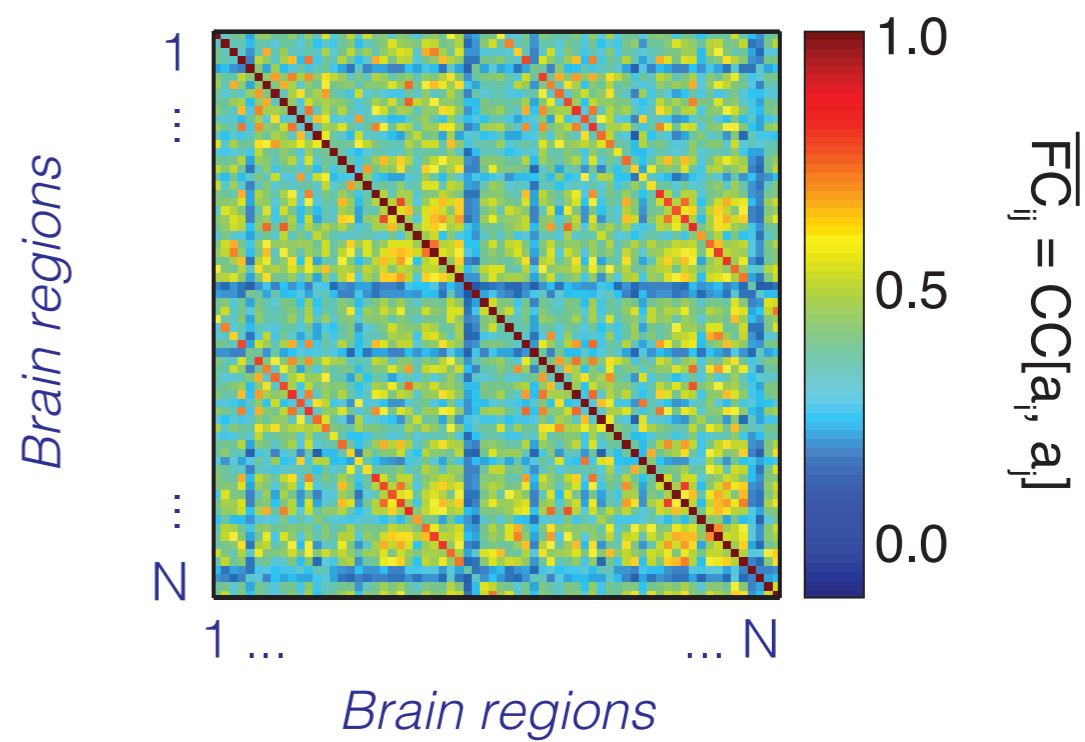 1
...
Brain regions
...
N
1 ...
... N
Brain regions
1.0
0.5
0.0
FC̅ᵢⱼ = CC[aᵢ, aⱼ]